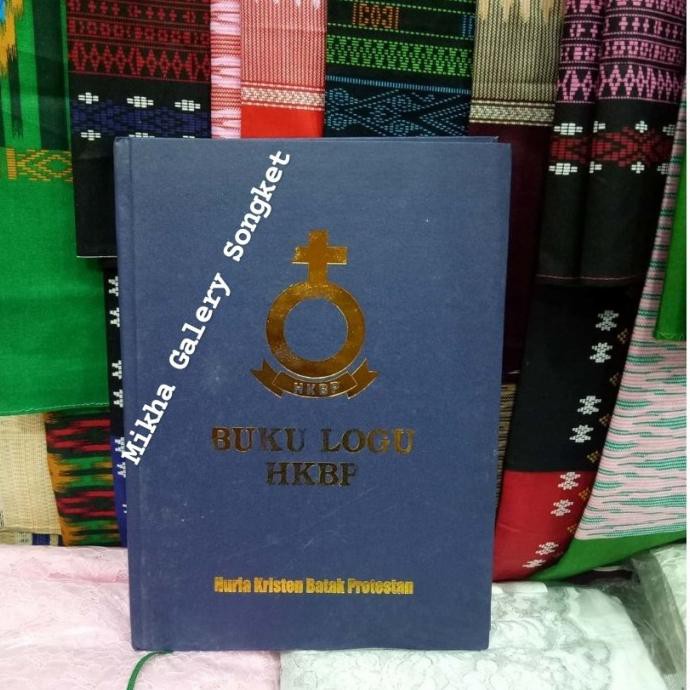 Mikha Galery Songket
HKBP
BUKU LOGU
HKBP
Huria Kristen Batak Protestan